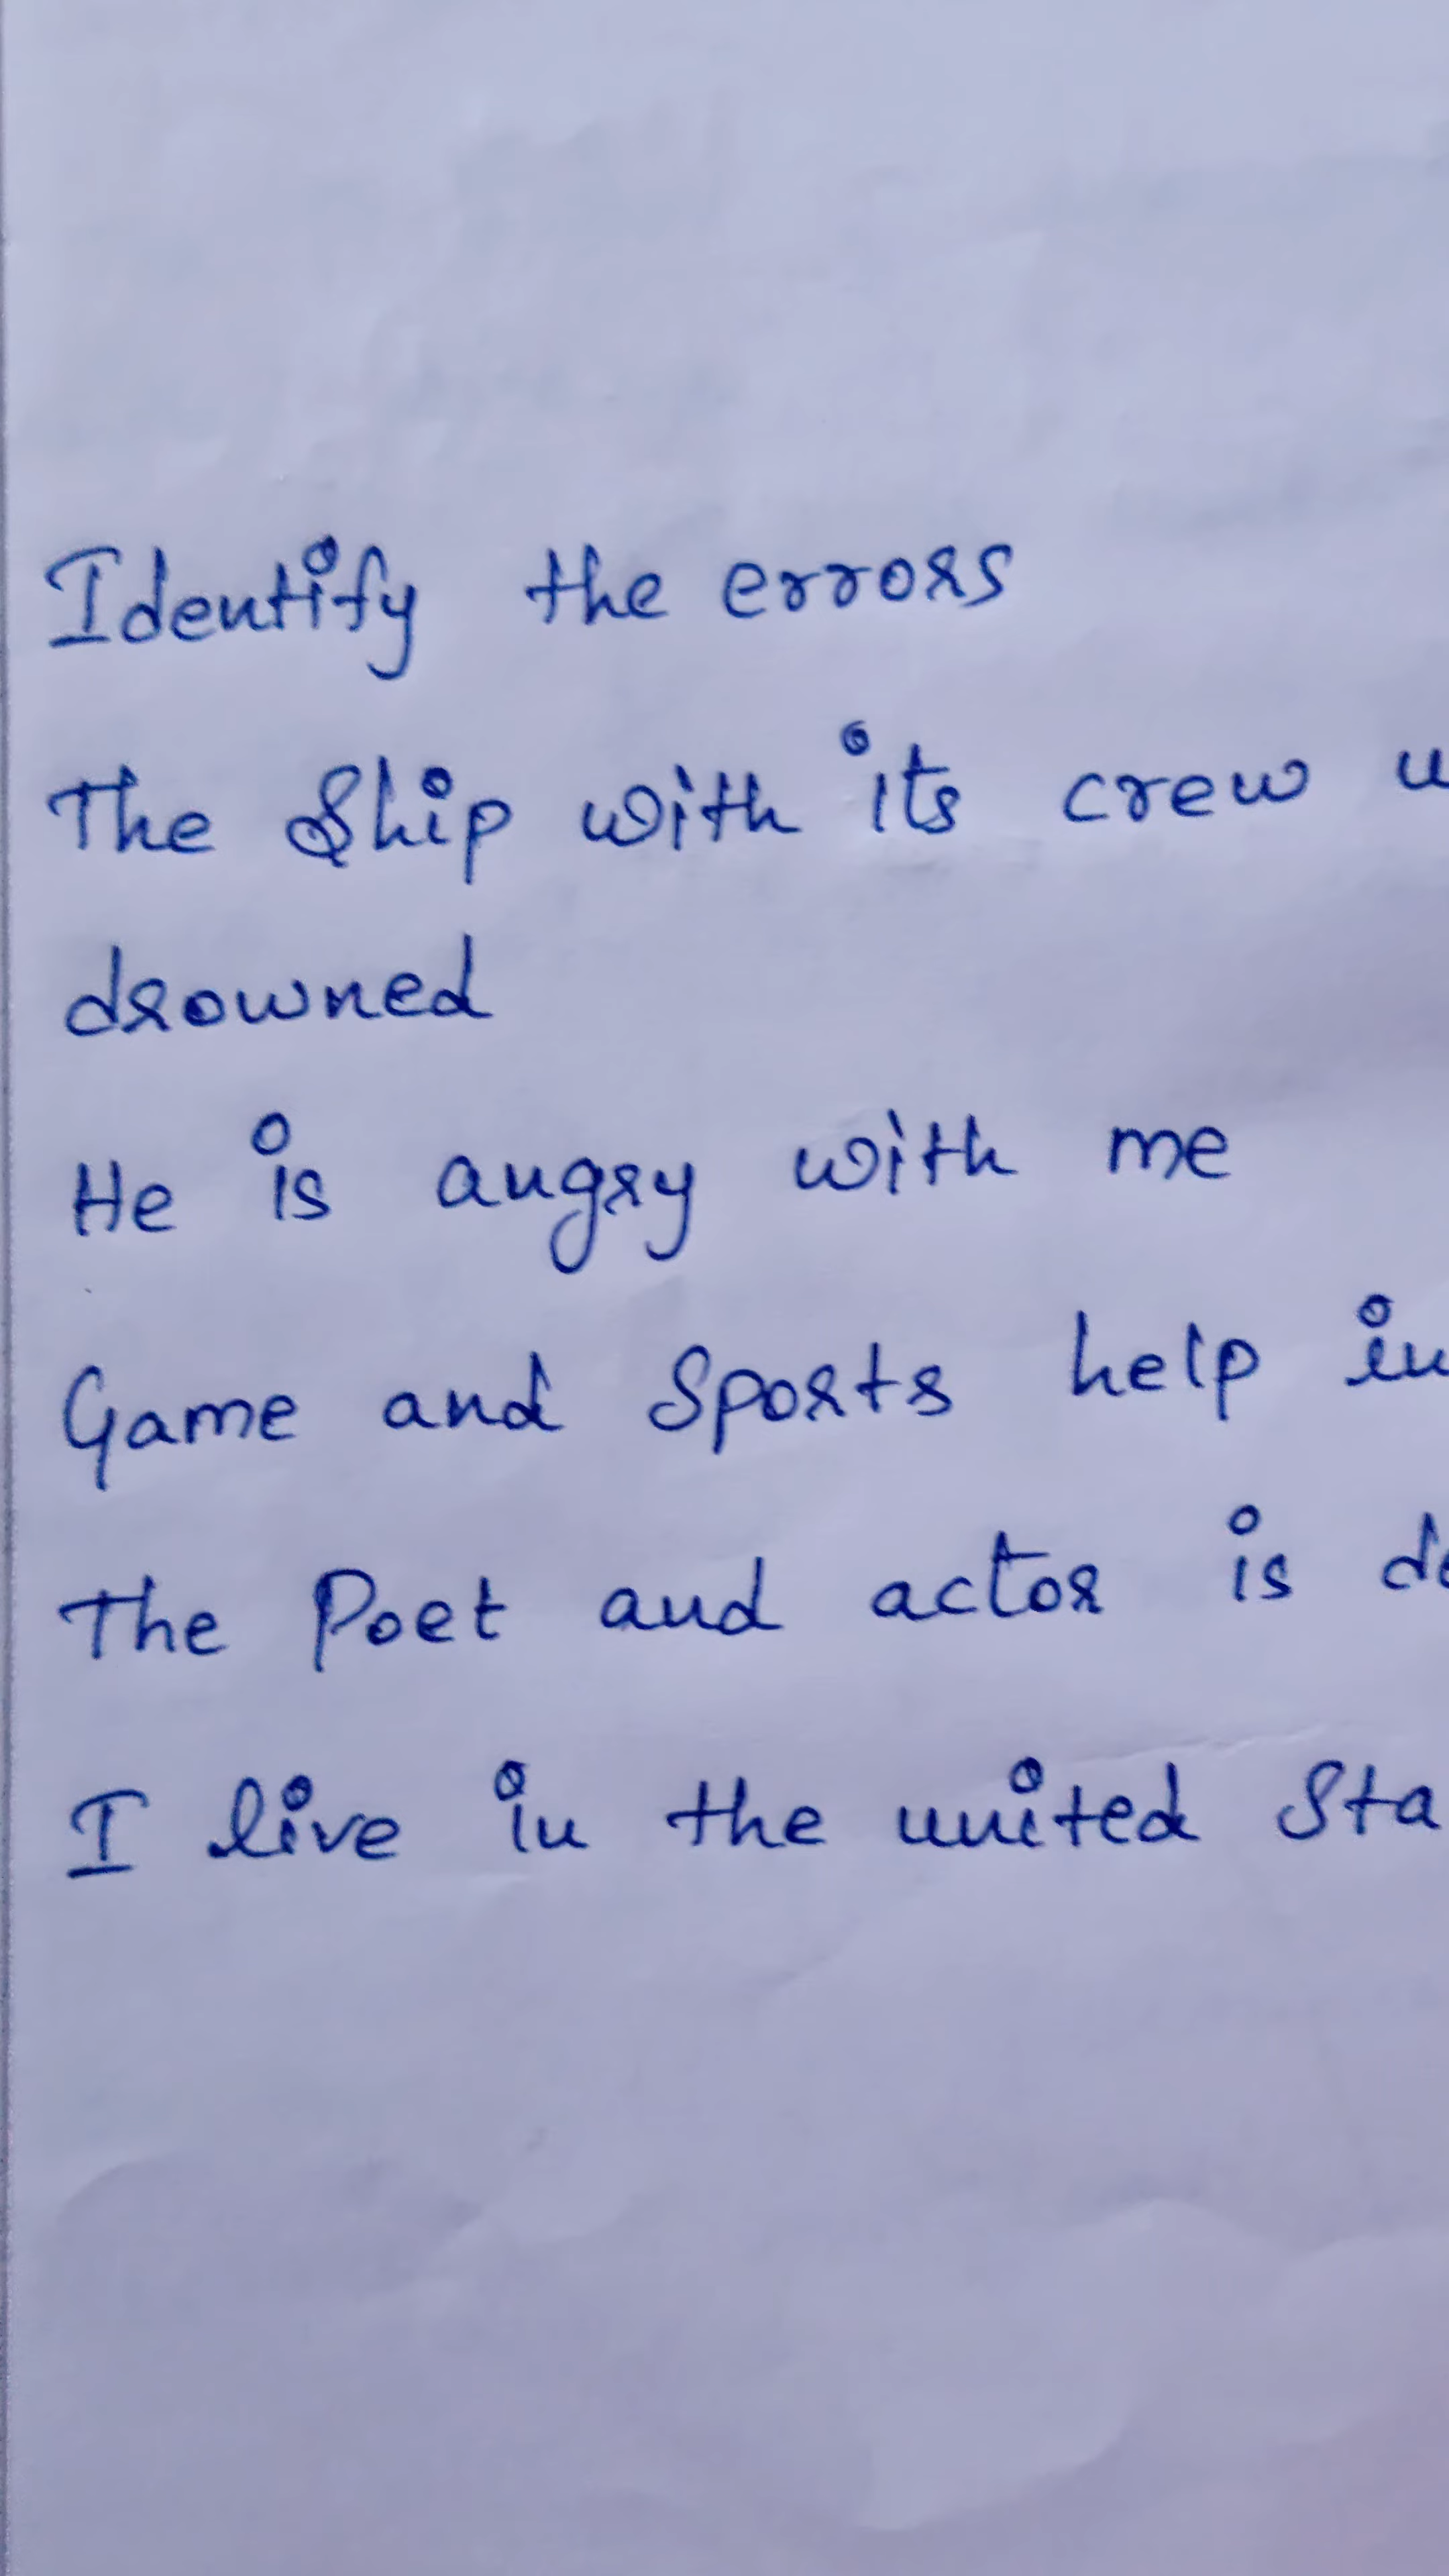 Identify the errors
The Ship with its crew
drowned
He is angry with me
Game and Sports help in
The Poet and actor is
I live in the united Sta